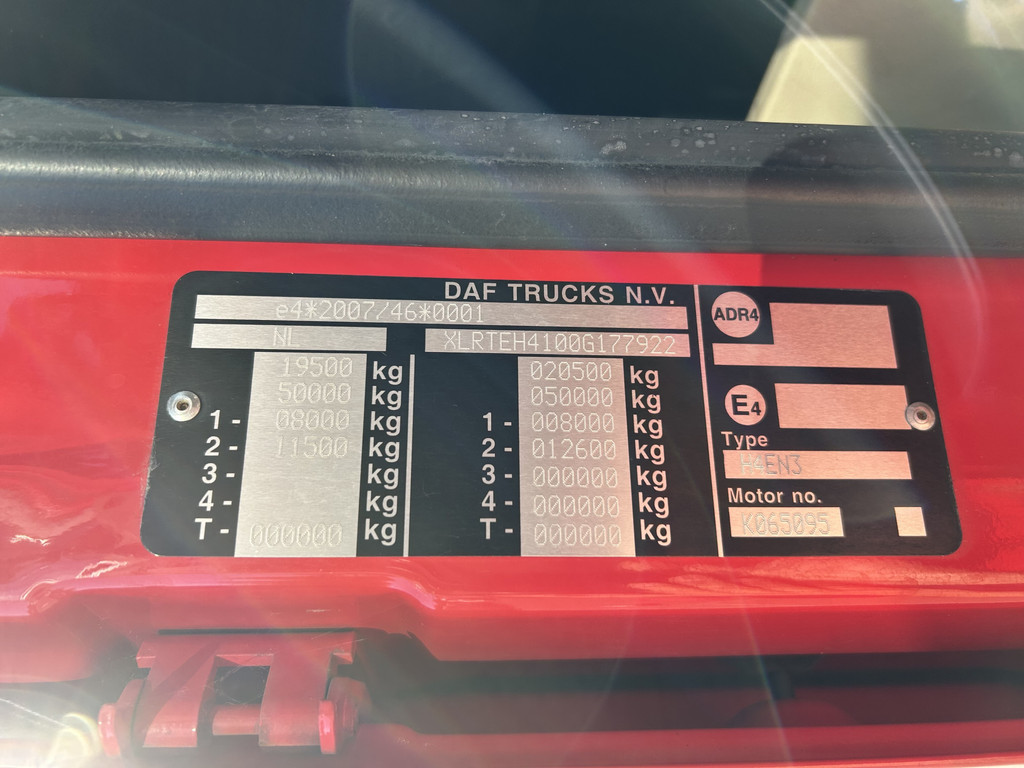 DAF TRUCKS N.V.
e4*2007/46*0001
NL XLRTEH4100G177922
19500 kg 020500 kg
50000 kg 050000 kg
1- 08000 kg 1- 008000 kg
2- 11500 kg 2- 012600 kg
3- kg 3- 000000 kg
4- kg 4- 000000 kg
T- 000000 kg T- 000000 kg
ADR4
E4
Type
H4EN3
Motor no.
K065095